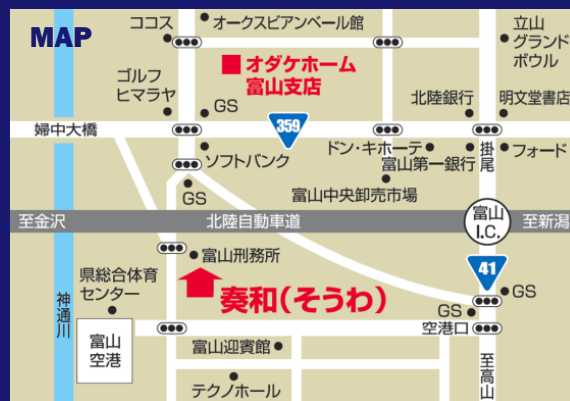 MAP
ココス
オークスビアンベール館
立山
グランド
ボウル
オダケホーム
富山支店
ゴルフ
ヒマラヤ
GS
359
北陸銀行
明文堂書店
婦中大橋
ソフトバンク
ドン・キホーテ
富山第一銀行
掛尾
フォード
GS
富山中央卸売市場
至金沢
北陸自動車道
富山
I.C.
至新潟
富山刑務所
41
県総合体育
センター
奏和(そうわ)
GS
GS
神通川
空港口
富山
空港
富山迎賓館
至高山
テクノホール